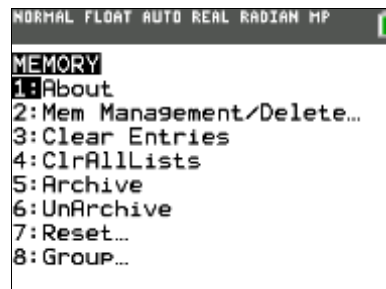 NORMAL FLOAT AUTO REAL RADIAN MP
MEMORY
1:About
2:Mem Management/Delete…
3:Clear Entries
4:ClrAllLists
5:Archive
6:UnArchive
7:Reset…
8:Group…